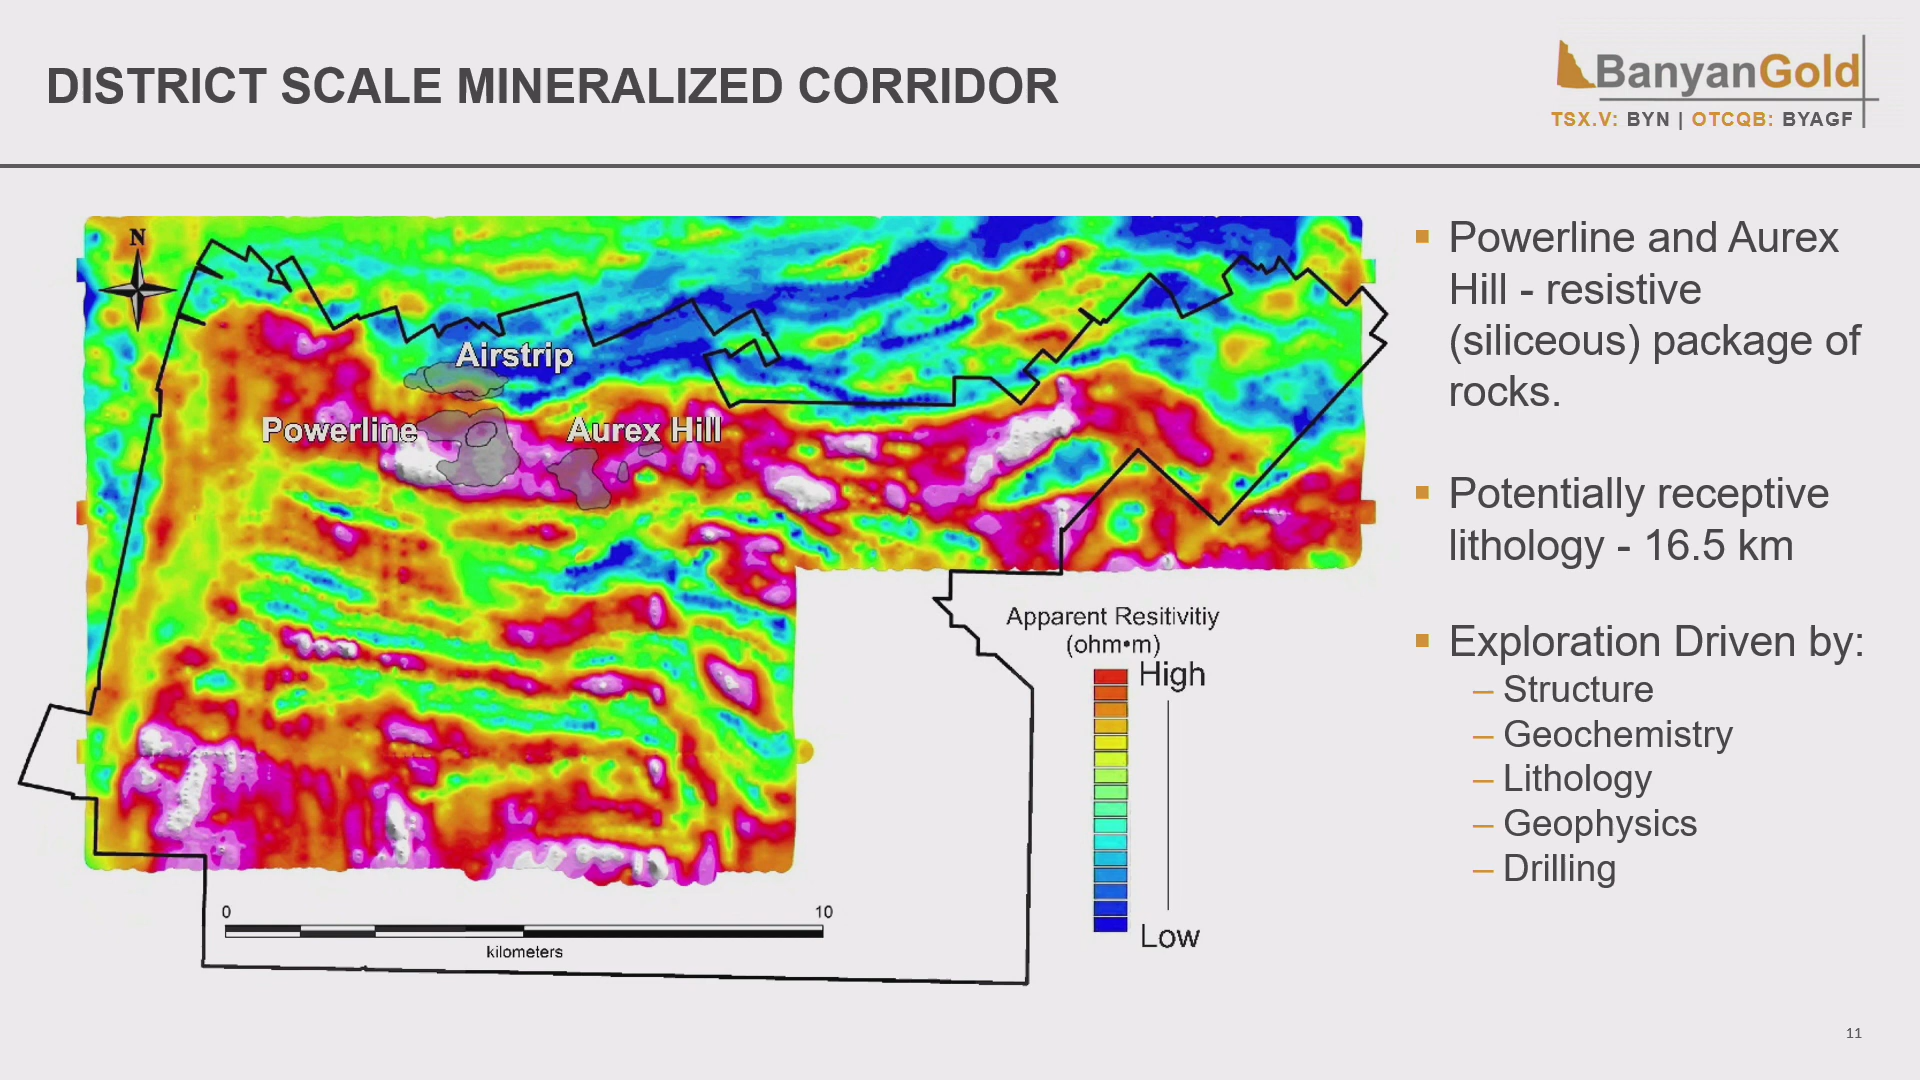 DISTRICT SCALE MINERALIZED CORRIDOR
BanyanGold
TSX.V: BYN | OTCQB: BYAGF
N
Airstrip
Powerline
Aurex Hill
Apparent Resitivitiy
(ohm•m)
High
Low
0 10
kilometers
▪ Powerline and Aurex
Hill - resistive
(siliceous) package of
rocks.
▪ Potentially receptive
lithology - 16.5 km
▪ Exploration Driven by:
– Structure
– Geochemistry
– Lithology
– Geophysics
– Drilling
11